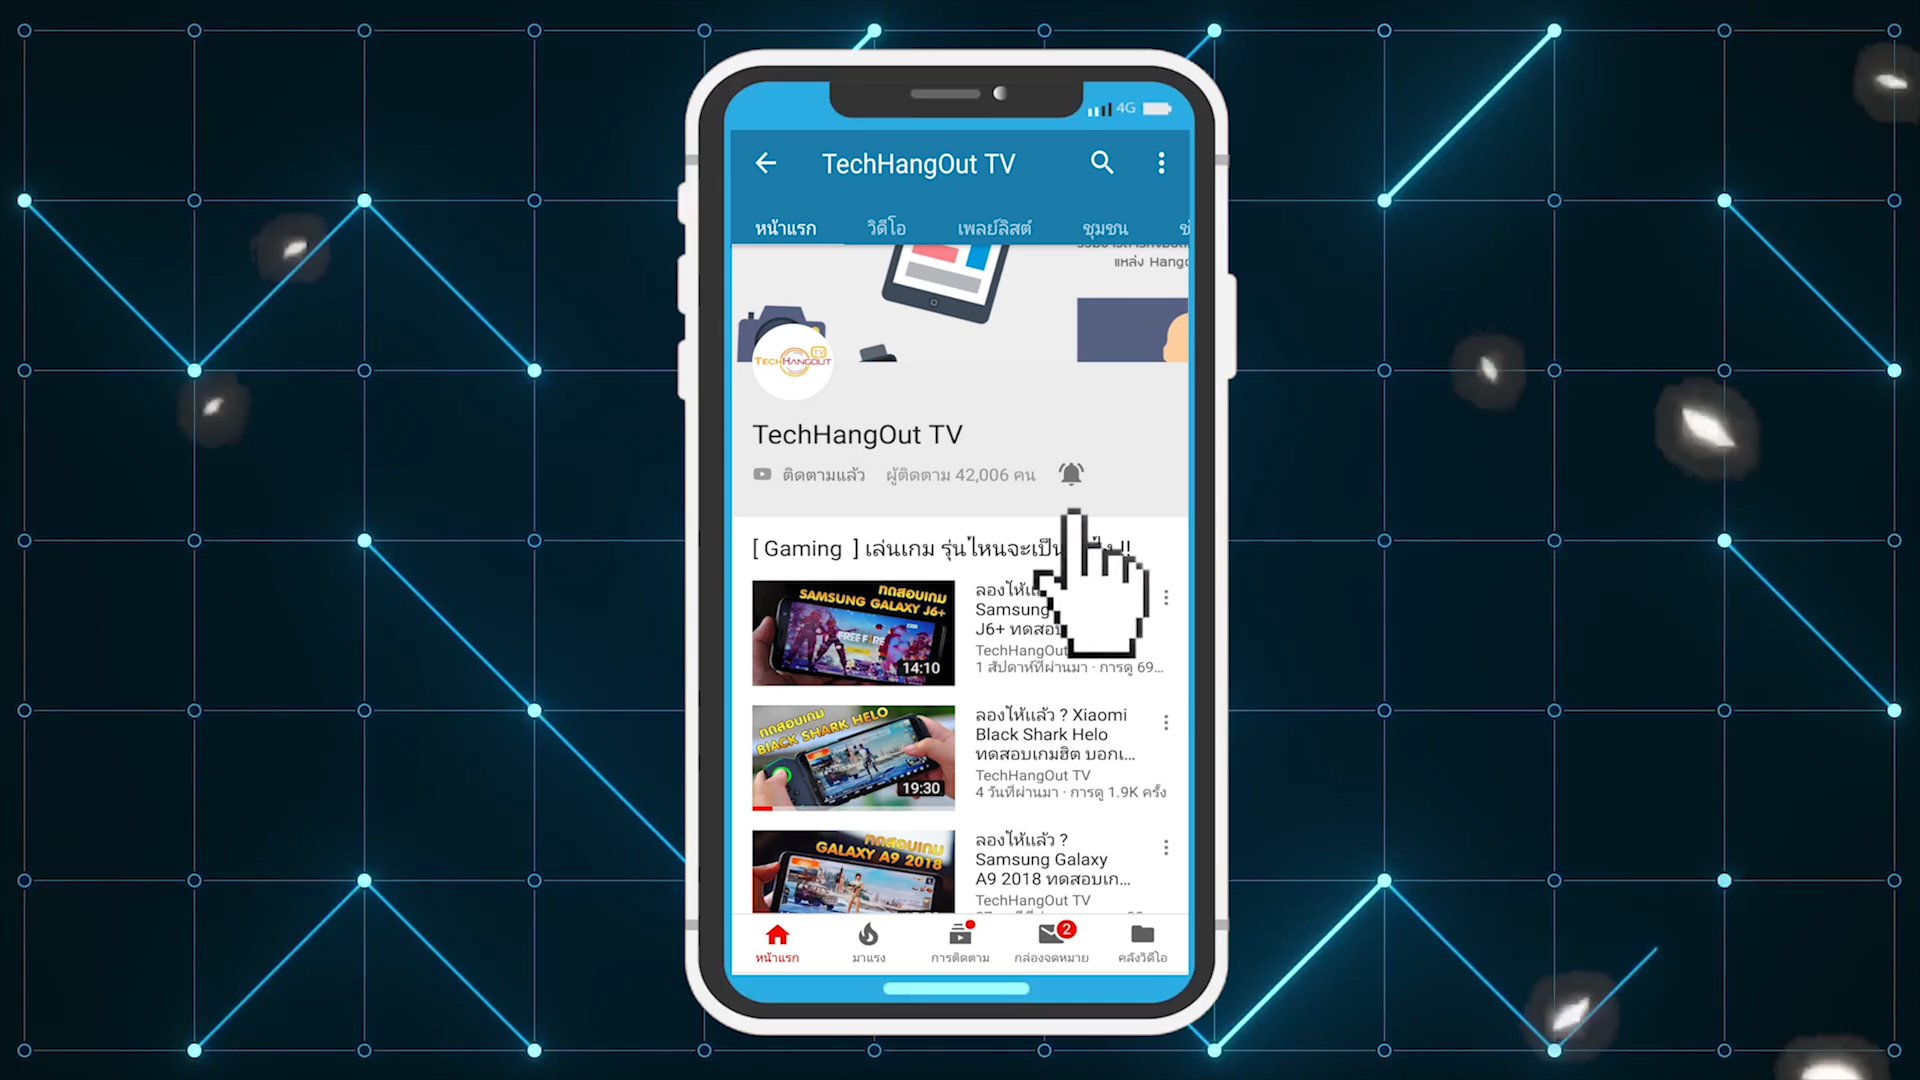 4G
TechHangOut TV
หน้าแรก วิดีโอ เพลย์ลิสต์ ชุมชน
แหล่ง Hango
TECHHANGOUT TV
TechHangOut TV
ติดตามแล้ว ผู้ติดตาม 42,006 คน
[ Gaming ] เล่นเกม รุ่นไหนจะเป็น !!
ทดสอบเกม
SAMSUNG GALAXY J6+
FREE FIRE
14:10
ลองให้แ
Samsung
J6+ ทดสอบ
TechHangOut
1 สัปดาห์ที่ผ่านมา · การดู 69...
ทดสอบเกม
BLACK SHARK HELO
19:30
ลองให้แล้ว ? Xiaomi
Black Shark Helo
ทดสอบเกมฮิต บอกเ...
TechHangOut TV
4 วันที่ผ่านมา · การดู 1.9K ครั้ง
ทดสอบเกม
GALAXY A9 2018
ลองให้แล้ว ?
Samsung Galaxy
A9 2018 ทดสอบเก...
TechHangOut TV
2
หน้าแรก มาแรง การติดตาม กล่องจดหมาย คลังวิดีโอ